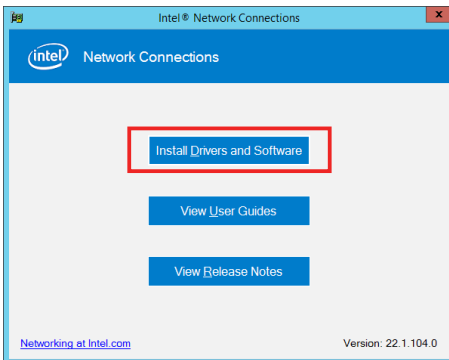 Intel® Network Connections
x
intel Network Connections
Install Drivers and Software
View User Guides
View Release Notes
Networking at Intel.com Version: 22.1.104.0